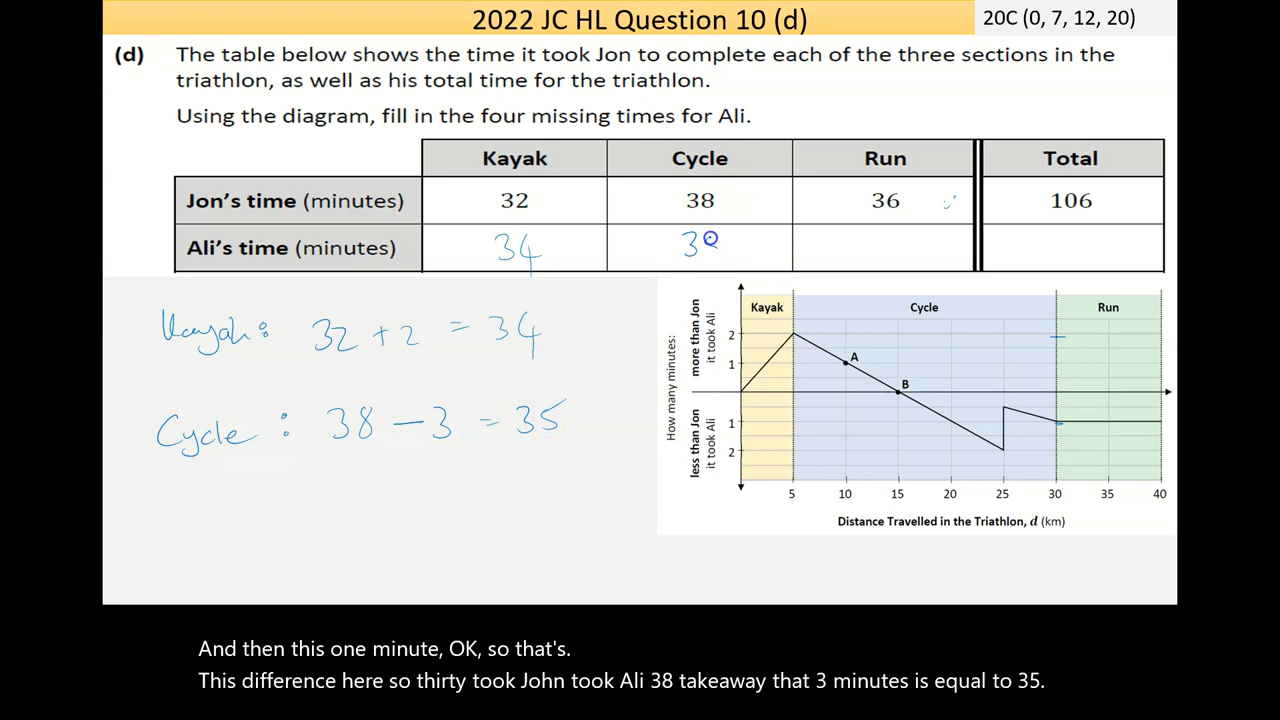 2022 JC HL Question 10 (d)
20C (0, 7, 12, 20)
(d) The table below shows the time it took Jon to complete each of the three sections in the
triathlon, as well as his total time for the triathlon.
Using the diagram, fill in the four missing times for Ali.
Kayak Cycle Run Total
Jon's time (minutes) 32 38 36 106
Ali's time (minutes) 34 3
Kayak: 32 + 2 = 34
Cycle : 38 - 3 = 35
How many minutes:
more than Jon
it took Ali
less than Jon
it took Ali
Kayak Cycle Run
2
1
1
2
A
B
5 10 15 20 25 30 35 40
Distance Travelled in the Triathlon, d (km)
And then this one minute, OK, so that's.
This difference here so thirty took John took Ali 38 takeaway that 3 minutes is equal to 35.